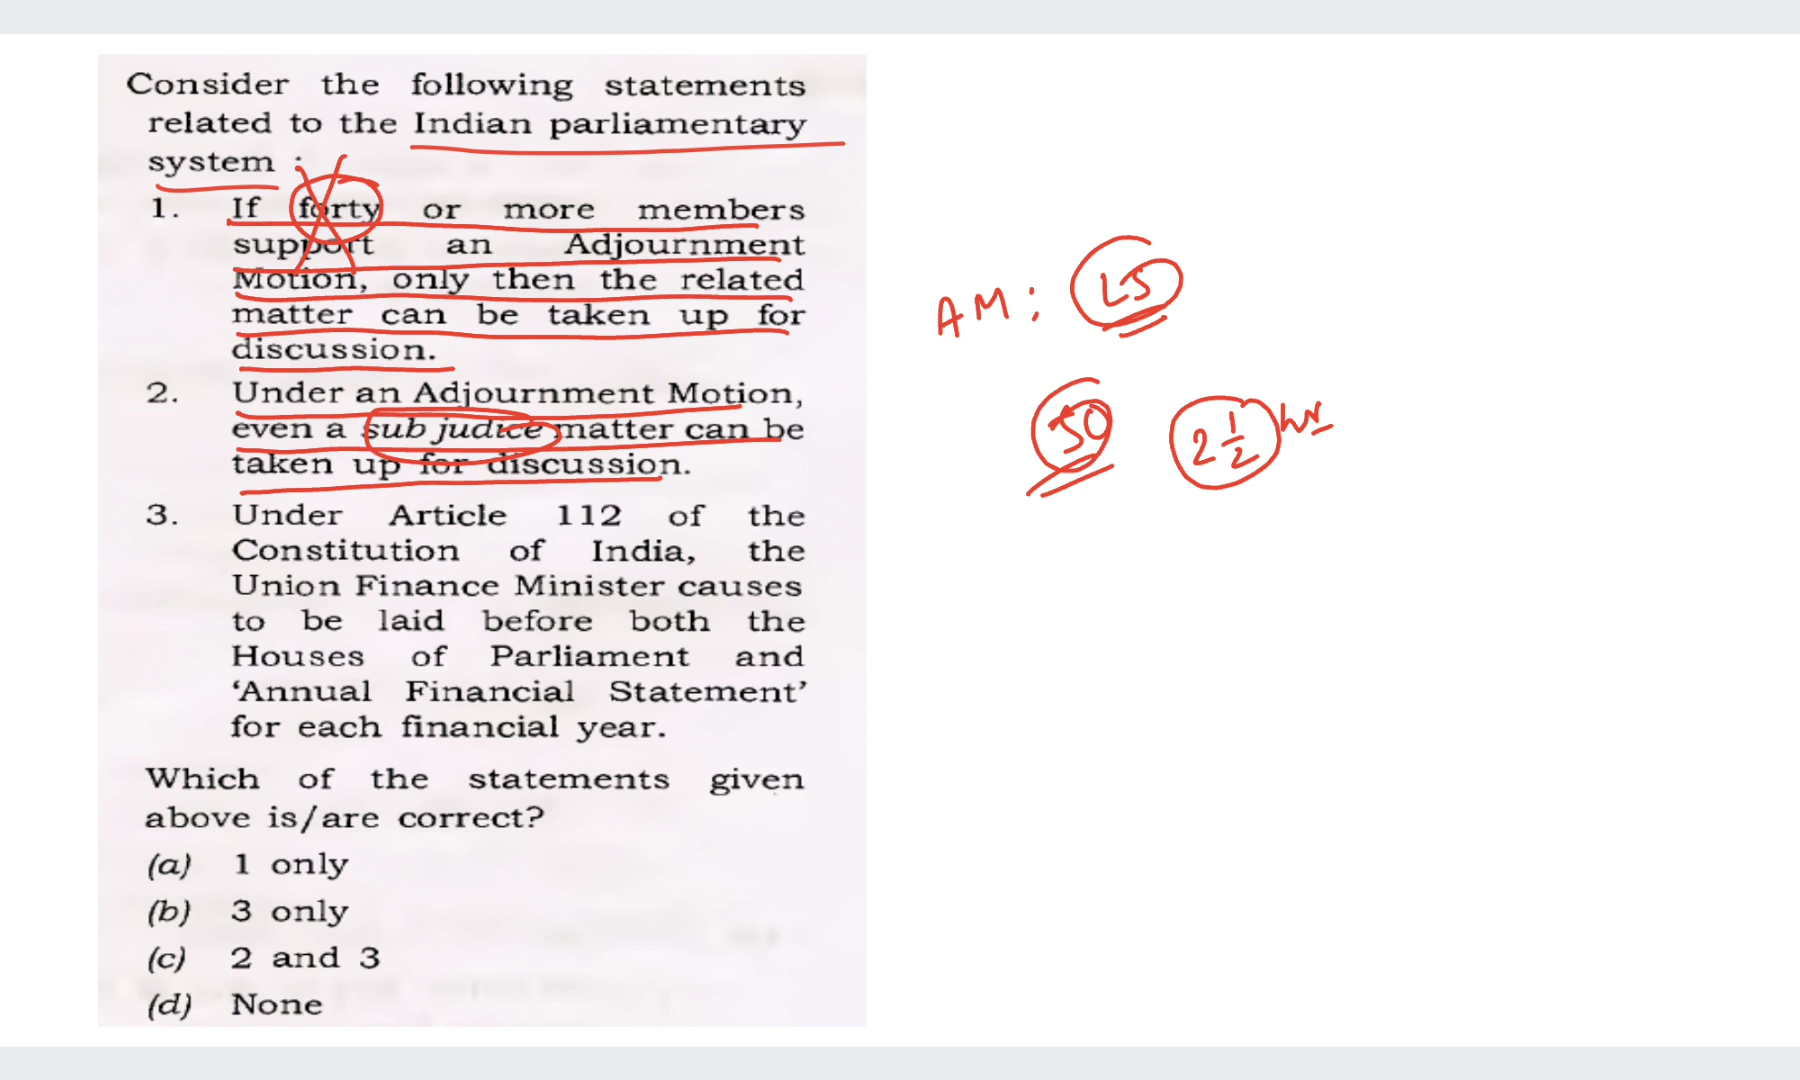 Consider the following statements
related to the Indian parliamentary
system :
1. If forty or more members
support an Adjournment
Motion, only then the related
matter can be taken up for
discussion.
2. Under an Adjournment Motion,
even a sub judice matter can be
taken up for discussion.
3. Under Article 112 of the
Constitution of India, the
Union Finance Minister causes
to be laid before both the
Houses of Parliament and
‘Annual Financial Statement’
for each financial year.
Which of the statements given
above is/are correct?
(a) 1 only
(b) 3 only
(c) 2 and 3
(d) None
AM : LS
50 2 1/2 hr